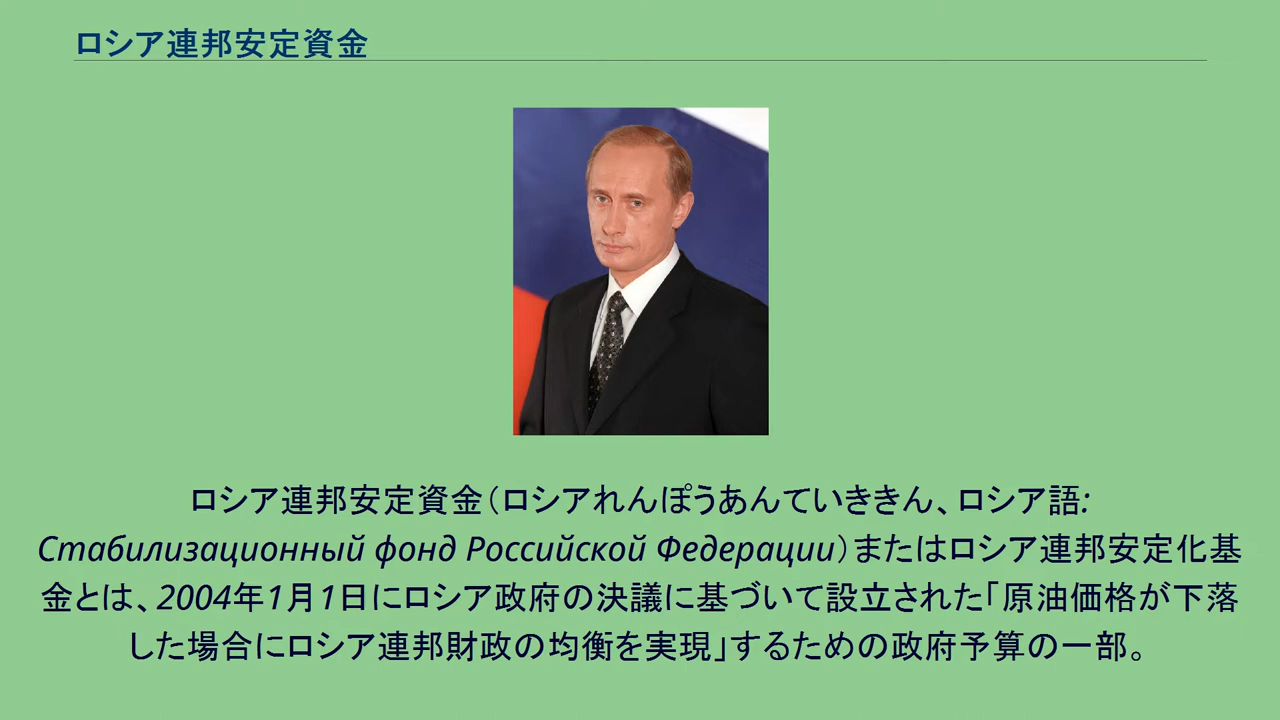 ロシア連邦安定資金
ロシア連邦安定資金（ロシアれんぽうあんていききん、ロシア語:
Стабилизационный фонд Российской Федерации）またはロシア連邦安定化基
金とは、2004年1月1日にロシア政府の決議に基づいて設立された「原油価格が下落
した場合にロシア連邦財政の均衡を実現」するための政府予算の一部。